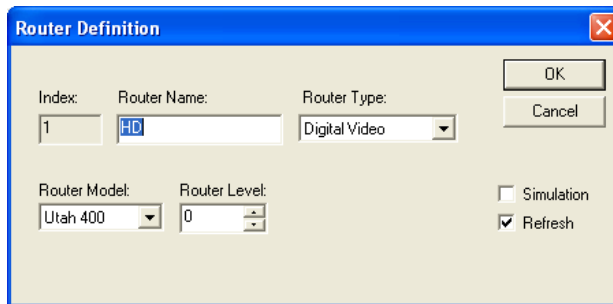 Router Definition
OK
Index:
Router Name:
Router Type:
1
HD
Digital Video
Cancel
Router Model:
Router Level:
Utah 400
0
Simulation
Refresh